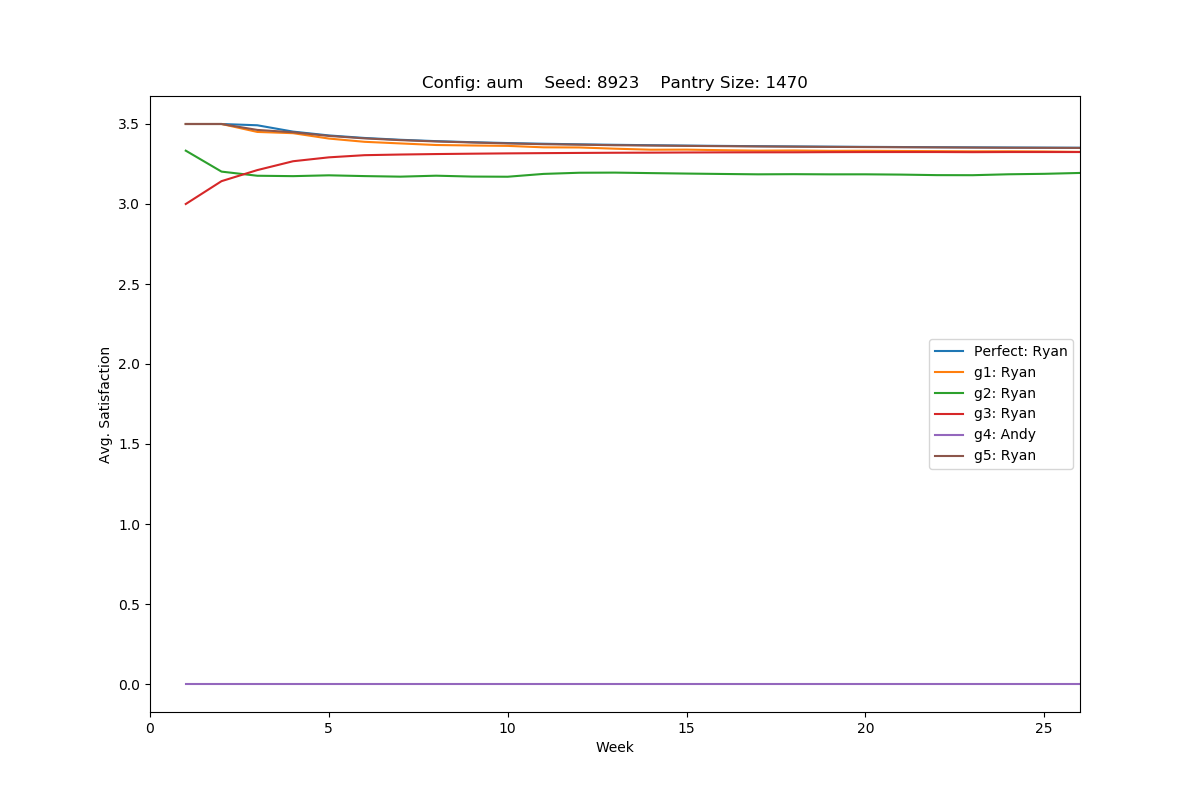 Config: aum    Seed: 8923    Pantry Size: 1470
3.5
3.0
2.5
2.0
1.5
1.0
0.5
0.0
Avg. Satisfaction
Perfect: Ryan
g1: Ryan
g2: Ryan
g3: Ryan
g4: Andy
g5: Ryan
0 5 10 15 20 25
Week